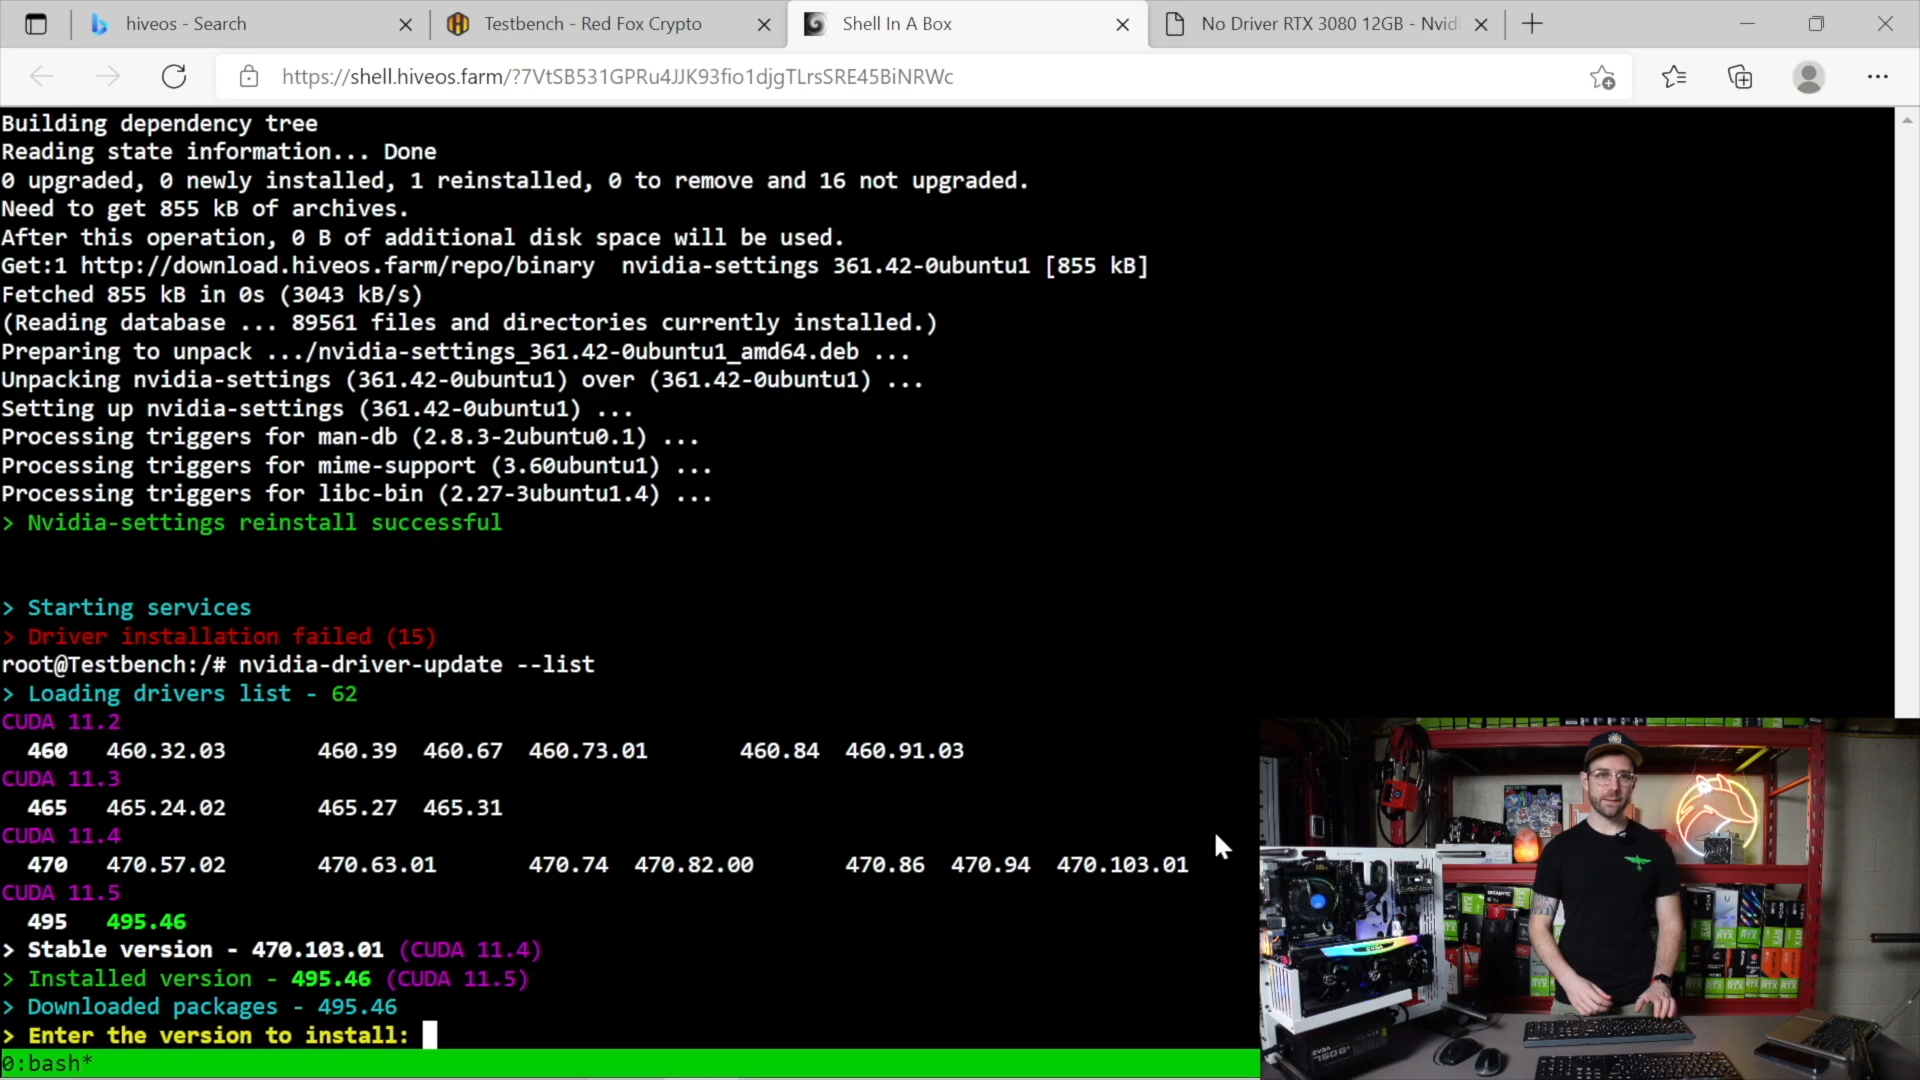 hiveos - Search
Testbench - Red Fox Crypto
Shell In A Box
No Driver RTX 3080 12GB - Nvid
https://shell.hiveos.farm/?7VtSB531GPRu4JJK93fio1djgTLrsSRE45BiNRWc
Building dependency tree
Reading state information... Done
0 upgraded, 0 newly installed, 1 reinstalled, 0 to remove and 16 not upgraded.
Need to get 855 kB of archives.
After this operation, 0 B of additional disk space will be used.
Get:1 http://download.hiveos.farm/repo/binary  nvidia-settings 361.42-0ubuntu1 [855 kB]
Fetched 855 kB in 0s (3043 kB/s)
(Reading database ... 89561 files and directories currently installed.)
Preparing to unpack .../nvidia-settings_361.42-0ubuntu1_amd64.deb ...
Unpacking nvidia-settings (361.42-0ubuntu1) over (361.42-0ubuntu1) ...
Setting up nvidia-settings (361.42-0ubuntu1) ...
Processing triggers for man-db (2.8.3-2ubuntu0.1) ...
Processing triggers for mime-support (3.60ubuntu1) ...
Processing triggers for libc-bin (2.27-3ubuntu1.4) ...
> Nvidia-settings reinstall successful
> Starting services
> Driver installation failed (15)
root@Testbench:/# nvidia-driver-update --list
> Loading drivers list - 62
CUDA 11.2
460 460.32.03 460.39 460.67 460.73.01 460.84 460.91.03
CUDA 11.3
465 465.24.02 465.27 465.31
CUDA 11.4
470 470.57.02 470.63.01 470.74 470.82.00 470.86 470.94 470.103.01
CUDA 11.5
495 495.46
> Stable version - 470.103.01 (CUDA 11.4)
> Installed version - 495.46 (CUDA 11.5)
> Downloaded packages - 495.46
> Enter the version to install:
0:bash*